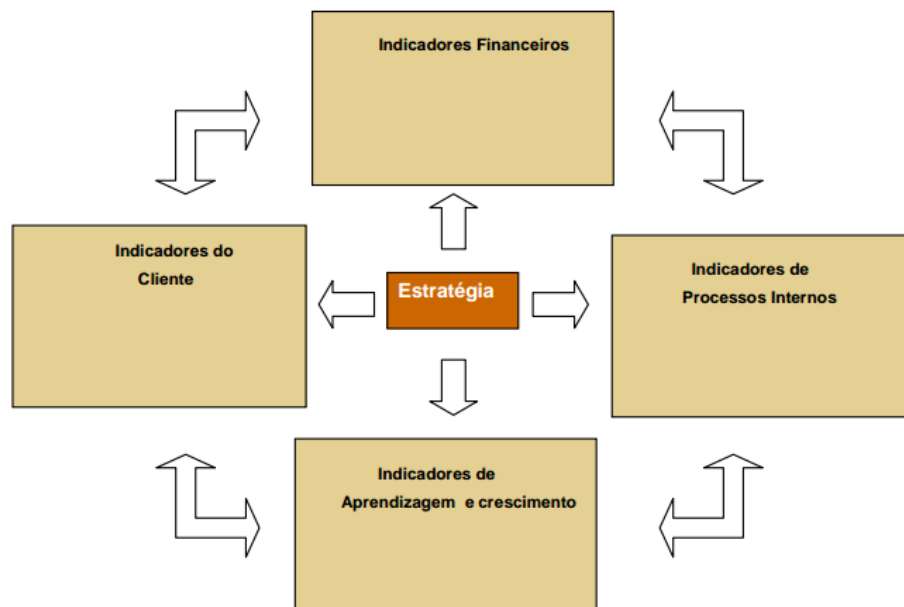 Indicadores Financeiros
Indicadores do
Cliente
Estratégia
Indicadores de
Processos Internos
Indicadores de
Aprendizagem e crescimento